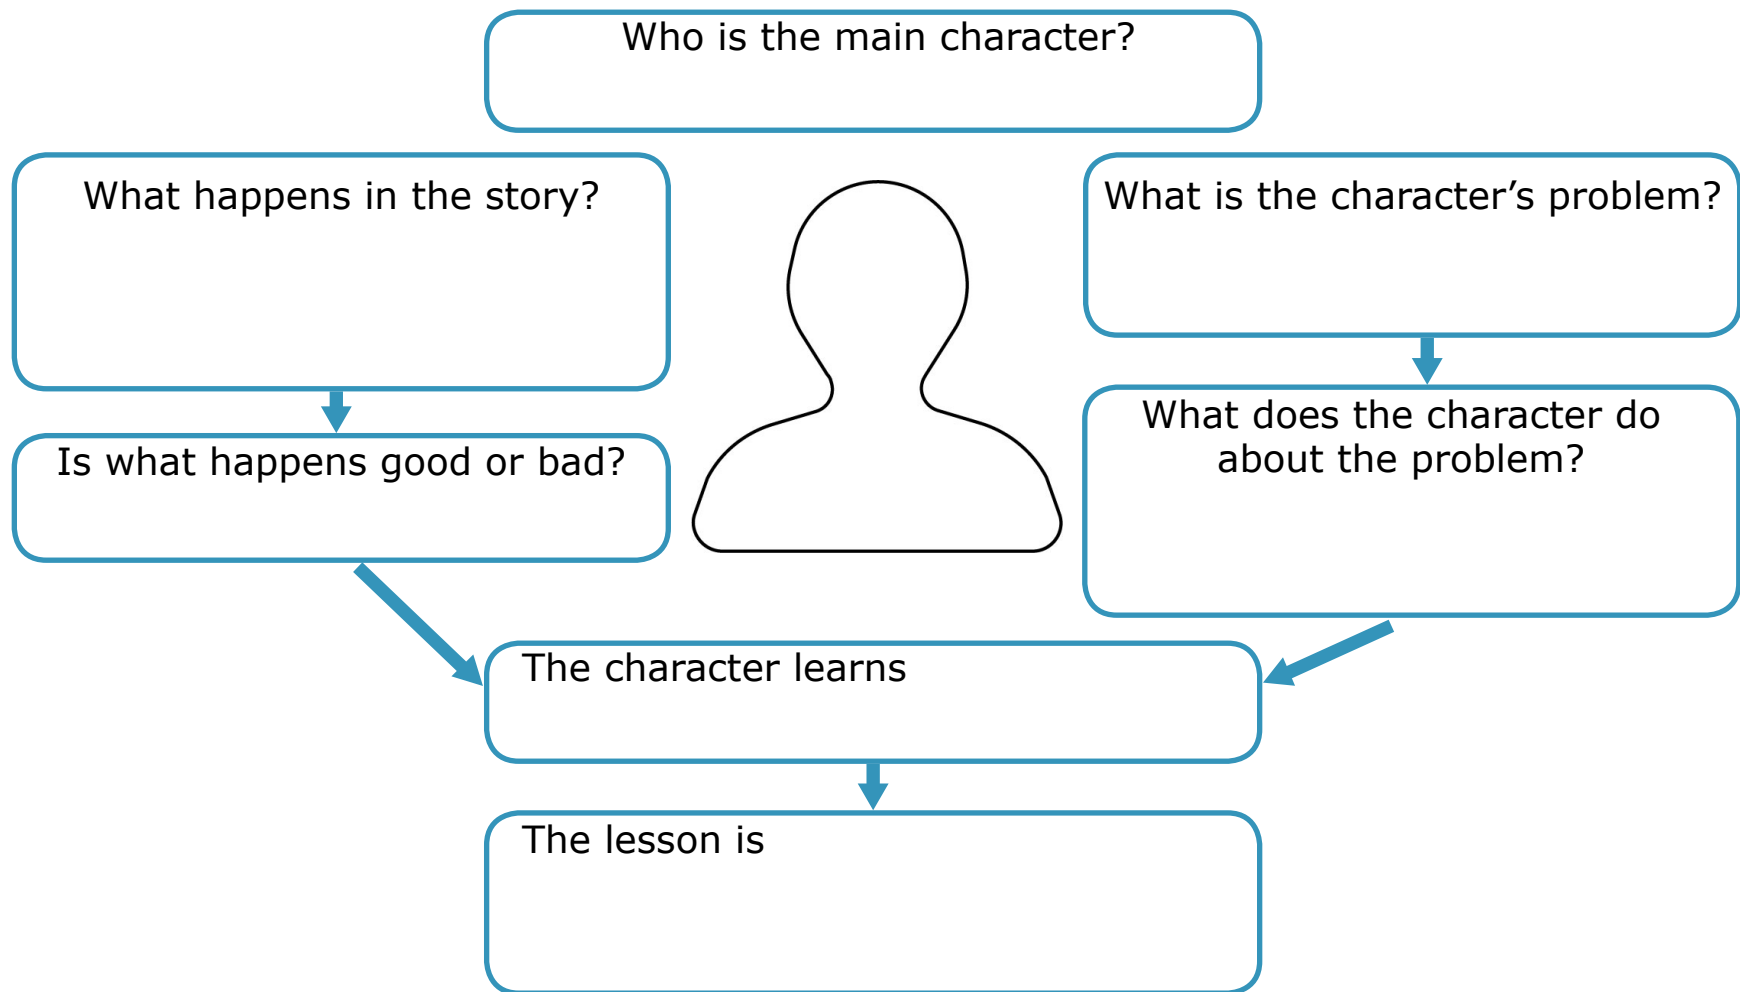 Who is the main character?
What happens in the story?
Is what happens good or bad?
What is the character’s problem?
What does the character do
about the problem?
The character learns
The lesson is